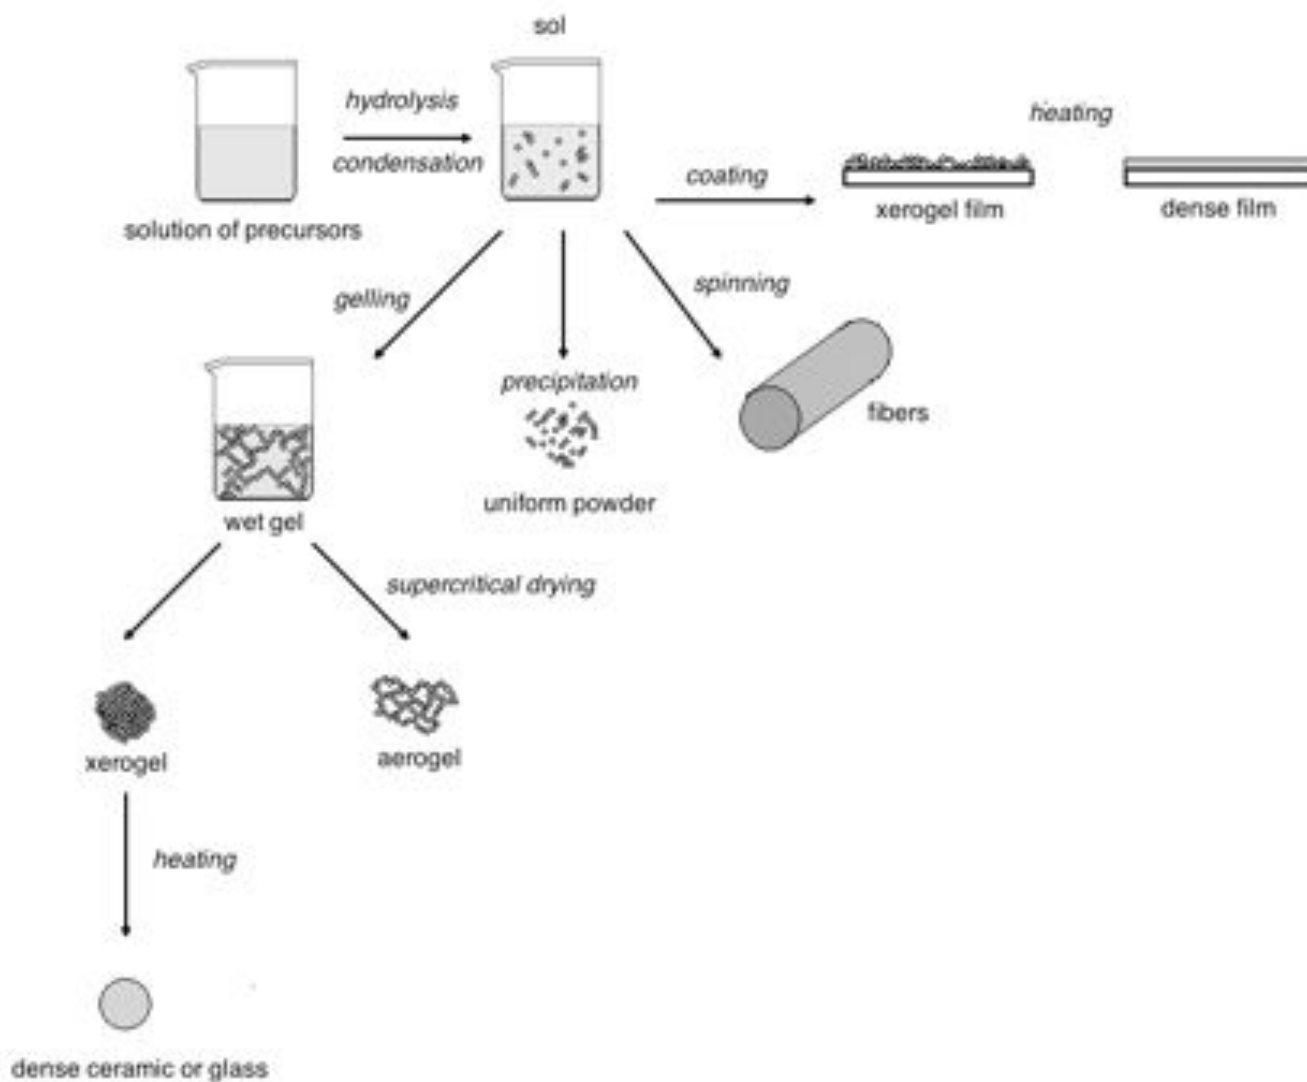 sol
hydrolysis
condensation
solution of precursors
coating
heating
xerogel film
dense film
gelling
spinning
precipitation
fibers
uniform powder
wet gel
supercritical drying
xerogel
aerogel
heating
dense ceramic or glass